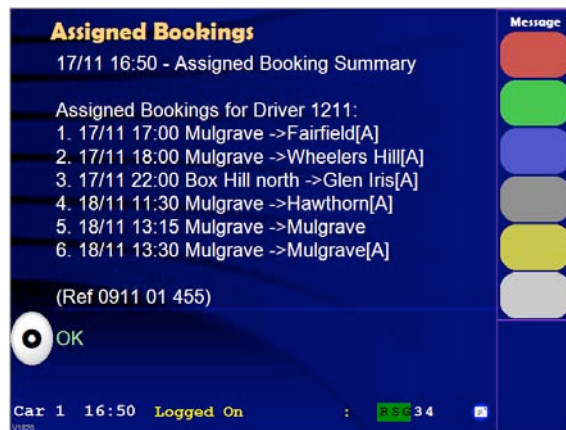 Message
Assigned Bookings
17/11 16:50 - Assigned Booking Summary
Assigned Bookings for Driver 1211:
1. 17/11 17:00 Mulgrave ->Fairfield[A]
2. 17/11 18:00 Mulgrave ->Wheelers Hill[A]
3. 17/11 22:00 Box Hill north ->Glen Iris[A]
4. 18/11 11:30 Mulgrave ->Hawthorn[A]
5. 18/11 13:15 Mulgrave ->Mulgrave
6. 18/11 13:30 Mulgrave ->Mulgrave[A]
(Ref 0911 01 455)
OK
Car 1 16:50 Logged On : RSG34